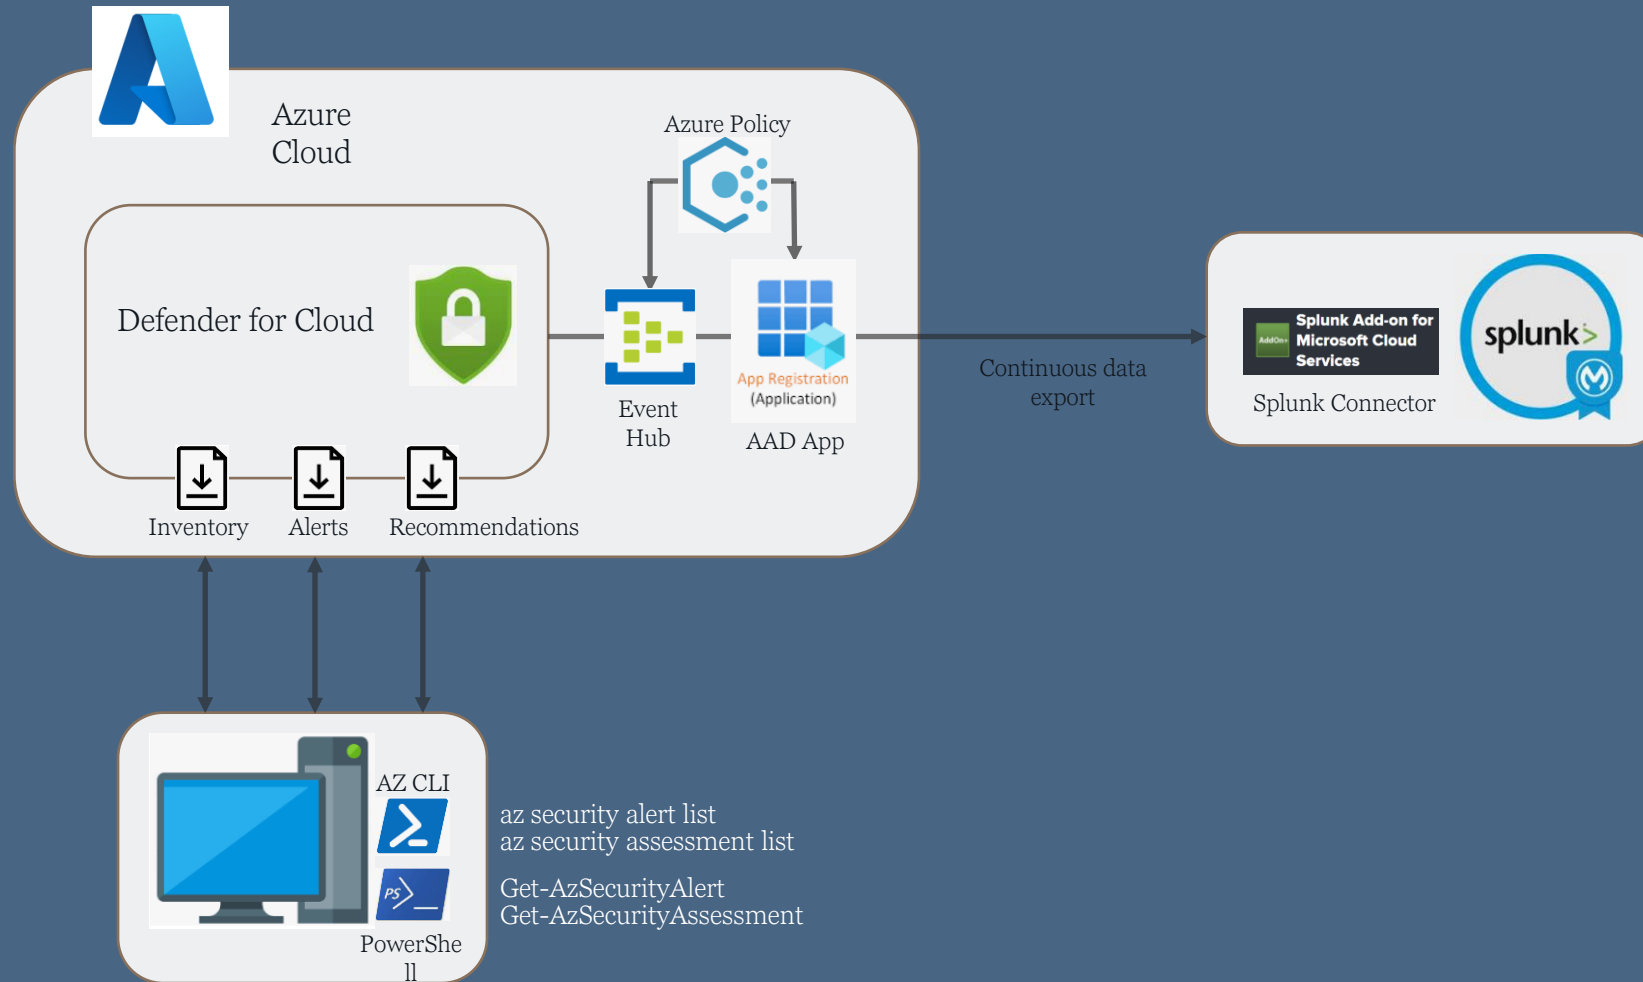 Azure
Cloud
Azure Policy
Defender for Cloud
App Registration
(Application)
Event
Hub
AAD App
Inventory
Alerts
Recommendations
Continuous data
export
AddOn+
Splunk Add-on for
Microsoft Cloud
Services
Splunk Connector
splunk>
AZ CLI
PS
PowerShe
ll
az security alert list
az security assessment list
Get-AzSecurityAlert
Get-AzSecurityAssessment